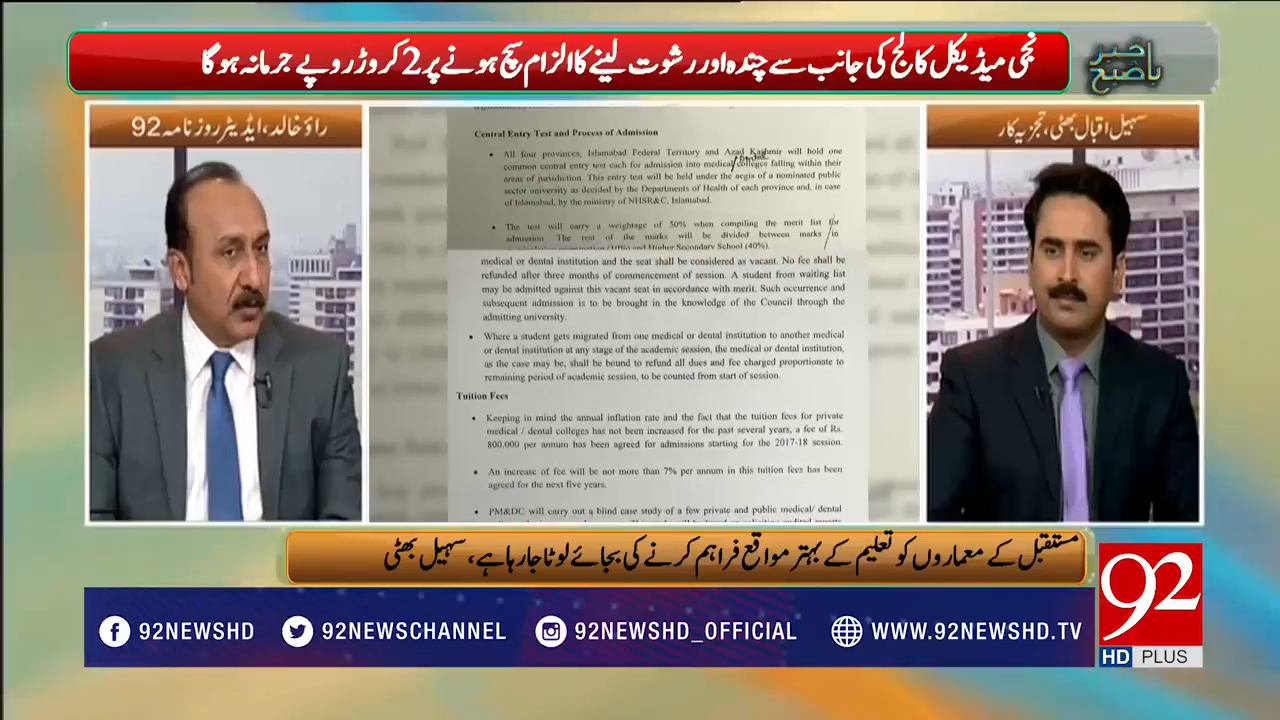 نجی میڈیکل کالج کی جانب سے چندہ اور رشوت لینے کا الزام سچ ہونے پر 2 کروڑ روپے جرمانہ ہو گا
باخبر
صبح
راؤ خالد، ایڈیٹر روزنامہ 92
سہیل اقبال بھٹی، تجزیہ کار
Central Entry Test and Process of Admission
• All four provinces, Islamabad Federal Territory and Azad Kashmir will hold one
common central entry test each for admission into medical / dental colleges falling within their
areas of jurisdiction. This entry test will be held under the aegis of a nominated public
sector university as decided by the Departments of Health of each province and, in case
of Islamabad, by the ministry of NHSR&C, Islamabad.
• The test will carry a weightage of 50% when compiling the merit list for
admission. The rest of the marks will be divided between marks in
(10%) and Higher Secondary School (40%).
medical or dental institution and the seat shall be considered as vacant. No fee shall be
refunded after three months of commencement of session. A student from waiting list
may be admitted against this vacant seat in accordance with merit. Such occurrence and
subsequent admission is to be brought in the knowledge of the Council through the
admitting university.
• Where a student gets migrated from one medical or dental institution to another medical
or dental institution at any stage of the academic session, the medical or dental institution,
as the case may be, shall be bound to refund all dues and fee charged proportionate to
remaining period of academic session, to be counted from start of session.
Tuition Fees
• Keeping in mind the annual inflation rate and the fact that the tuition fees for private
medical / dental colleges has not been increased for the past several years, a fee of Rs.
800,000 per annum has been agreed for admissions starting for the 2017-18 session.
• An increase of fee will be not more than 7% per annum in this tuition fees has been
agreed for the next five years.
• PM&DC will carry out a blind case study of a few private and public medical/ dental
مستقبل کے معماروں کو تعلیم کے بہتر مواقع فراہم کرنے کی بجائے لوٹا جا رہا ہے، سہیل بھٹی
92NEWSHD 92NEWSCHANNEL 92NEWSHD_OFFICIAL WWW.92NEWSHD.TV
92
HD PLUS